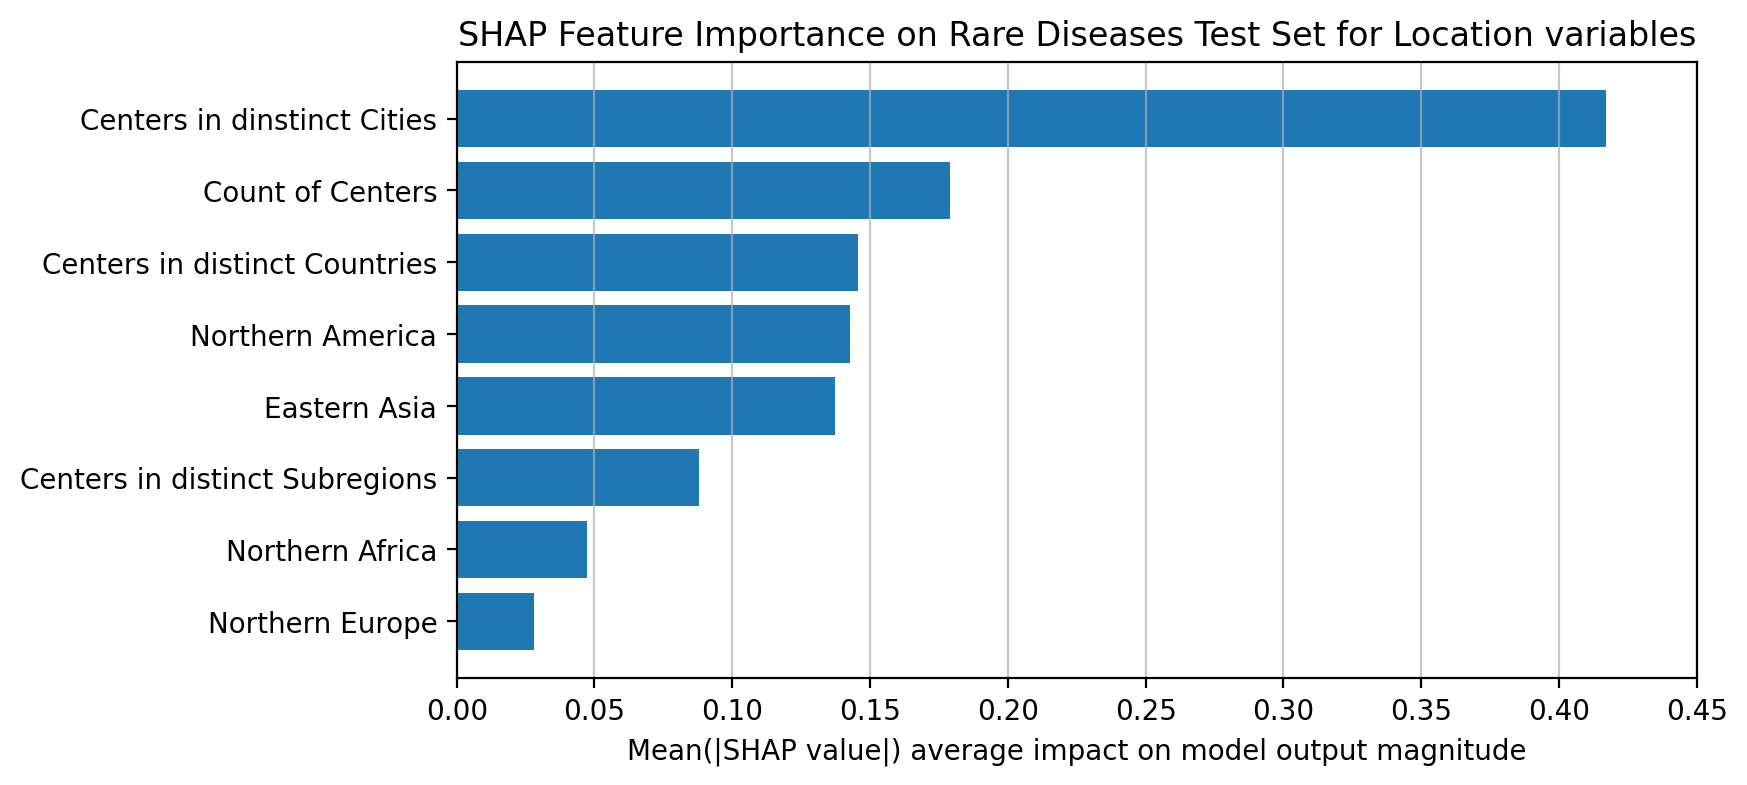 SHAP Feature Importance on Rare Diseases Test Set for Location variables
Centers in dinstinct Cities
Count of Centers
Centers in distinct Countries
Northern America
Eastern Asia
Centers in distinct Subregions
Northern Africa
Northern Europe
0.00 0.05 0.10 0.15 0.20 0.25 0.30 0.35 0.40 0.45
Mean(|SHAP value|) average impact on model output magnitude